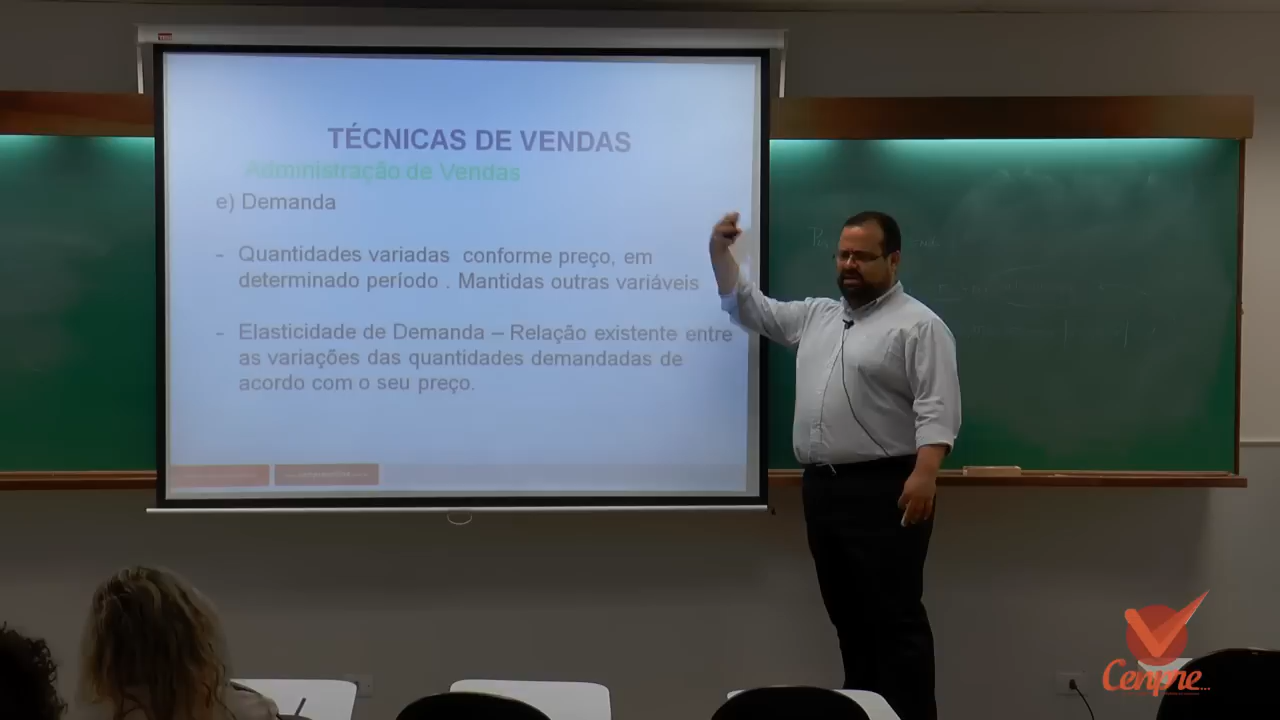 TÉCNICAS DE VENDAS
Administração de Vendas
e) Demanda
- Quantidades variadas conforme preço, em
determinado período . Mantidas outras variáveis
- Elasticidade de Demanda – Relação existente entre
as variações das quantidades demandadas de
acordo com o seu preço.